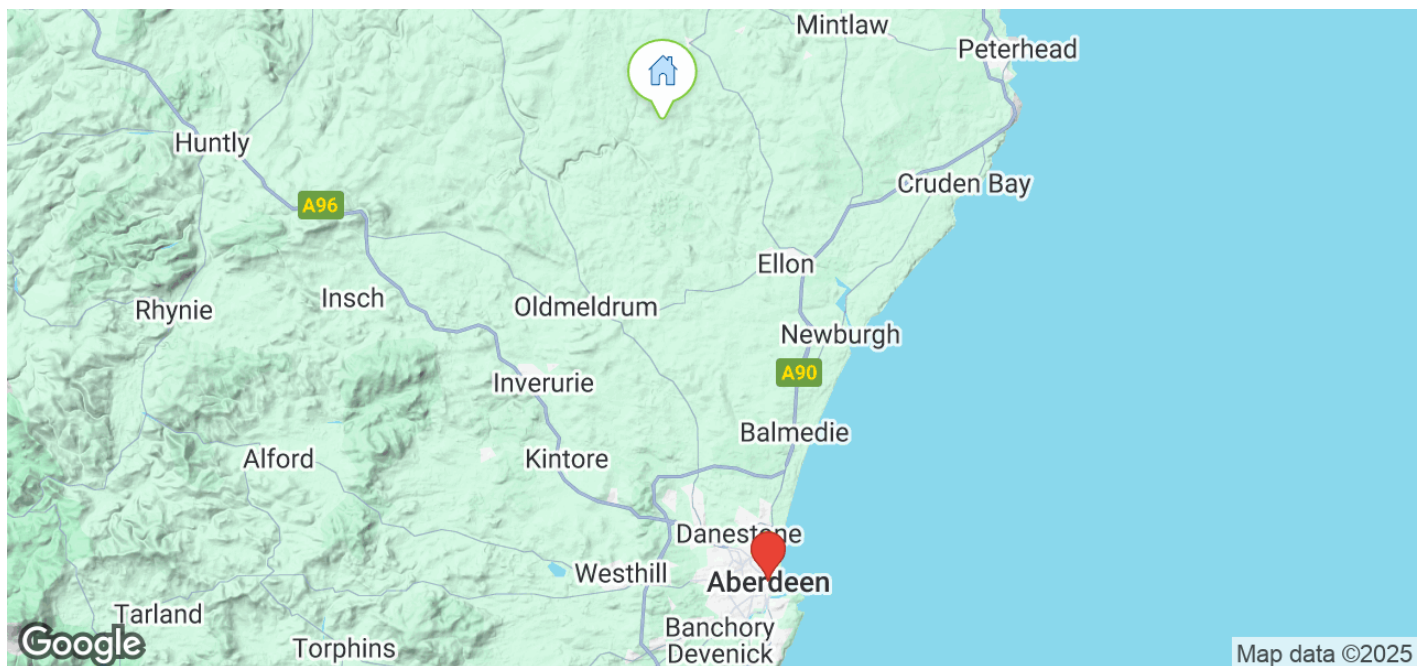 Mintlaw
Peterhead
Huntly
Cruden Bay
A96
Ellon
Rhynie
Insch
Oldmeldrum
Newburgh
A90
Inverurie
Balmedie
Alford
Kintore
Danestone
Westhill
Aberdeen
Tarland
Banchory
Devenick
Torphins
Google
Map data ©2025